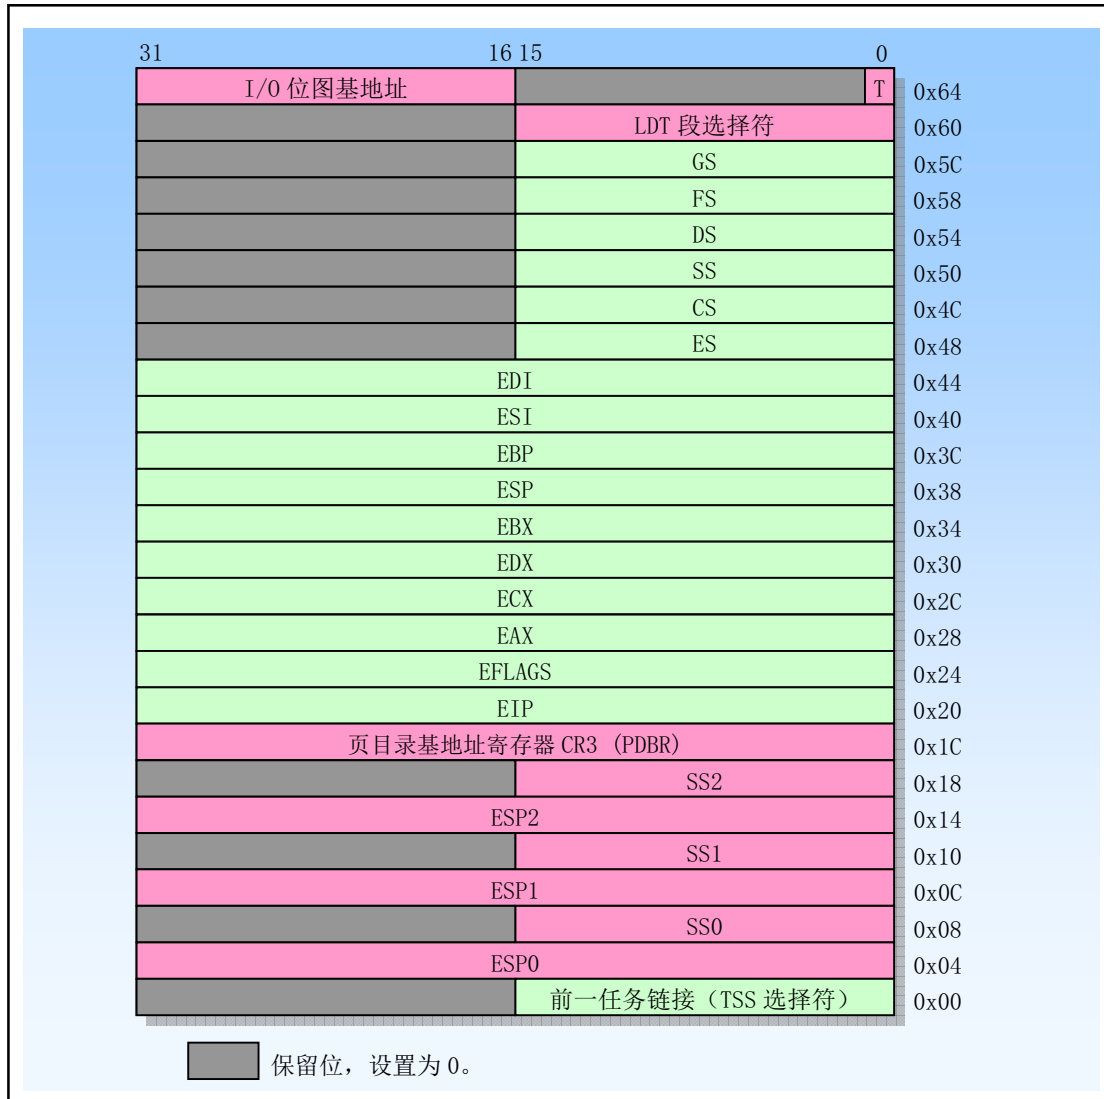 31 16 15 0
I/O 位图基地址 T 0x64
LDT 段选择符 0x60
GS 0x5C
FS 0x58
DS 0x54
SS 0x50
CS 0x4C
ES 0x48
EDI 0x44
ESI 0x40
EBP 0x3C
ESP 0x38
EBX 0x34
EDX 0x30
ECX 0x2C
EAX 0x28
EFLAGS 0x24
EIP 0x20
页目录基地址寄存器 CR3 (PDBR) 0x1C
SS2 0x18
ESP2 0x14
SS1 0x10
ESP1 0x0C
SS0 0x08
ESP0 0x04
前一任务链接（TSS 选择符） 0x00
保留位，设置为 0。